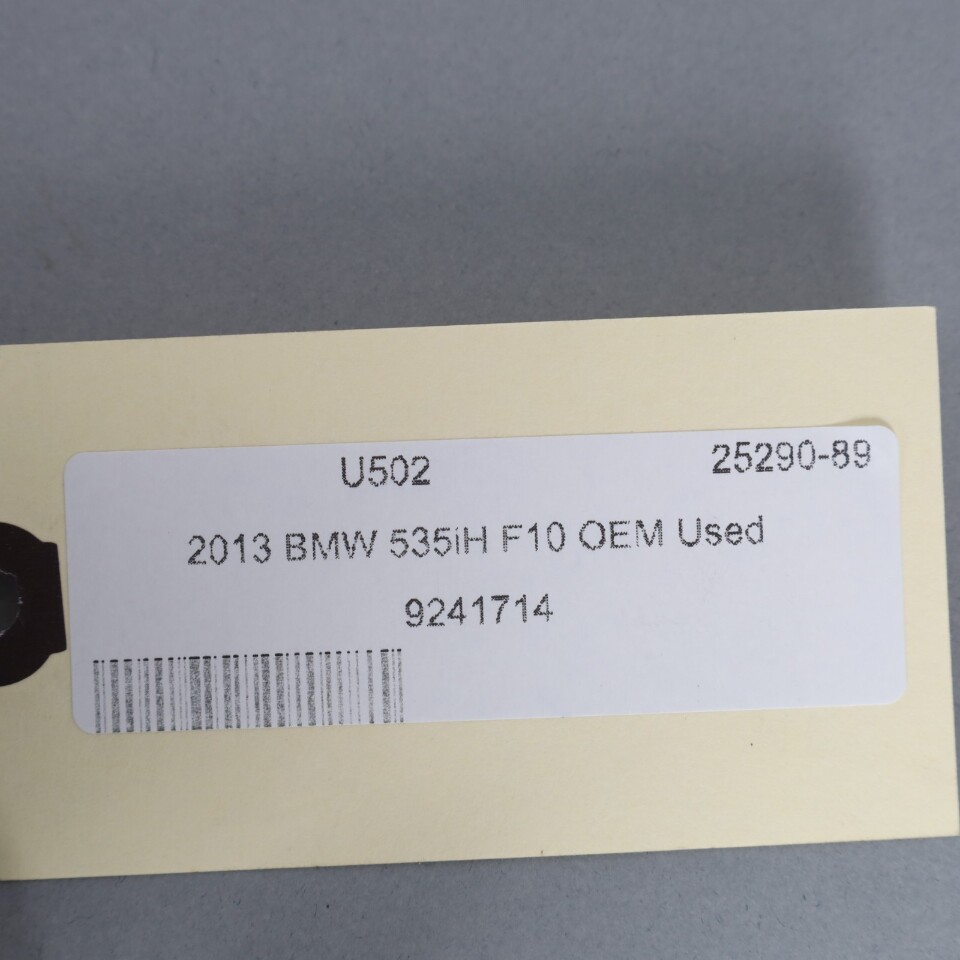 U502 25290-89
2013 BMW 535iH F10 OEM Used
9241714